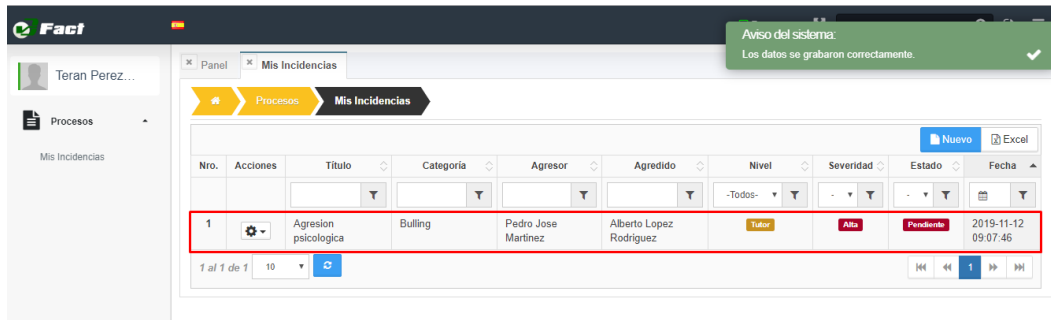 Fact
Aviso del sistema:
Los datos se grabaron correctamente.
Teran Perez...
Panel
Mis Incidencias
Procesos
Mis Incidencias
Procesos
Mis Incidencias
Nuevo
Excel
Nro. Acciones Título Categoría Agresor Agredido Nivel Severidad Estado Fecha
-Todos- - -
1 Agresion psicologica Bulling Pedro Jose Martinez Alberto Lopez Rodriguez Tutor Alta Pendiente 2019-11-12 09:07:46
1 al 1 de 1 10 1